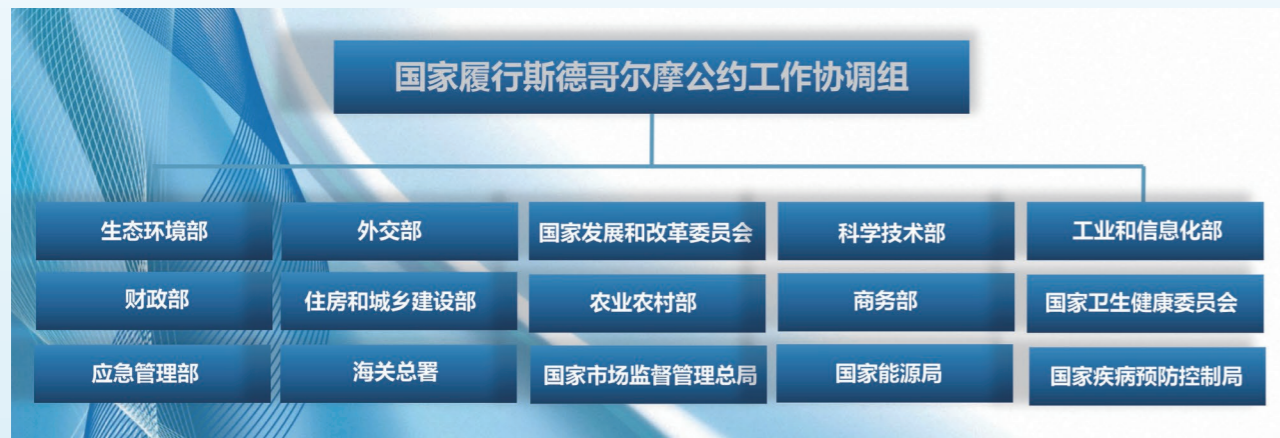 国家履行斯德哥尔摩公约工作协调组
生态环境部
外交部
国家发展和改革委员会
科学技术部
工业和信息化部
财政部
住房和城乡建设部
农业农村部
商务部
国家卫生健康委员会
应急管理部
海关总署
国家市场监督管理总局
国家能源局
国家疾病预防控制局